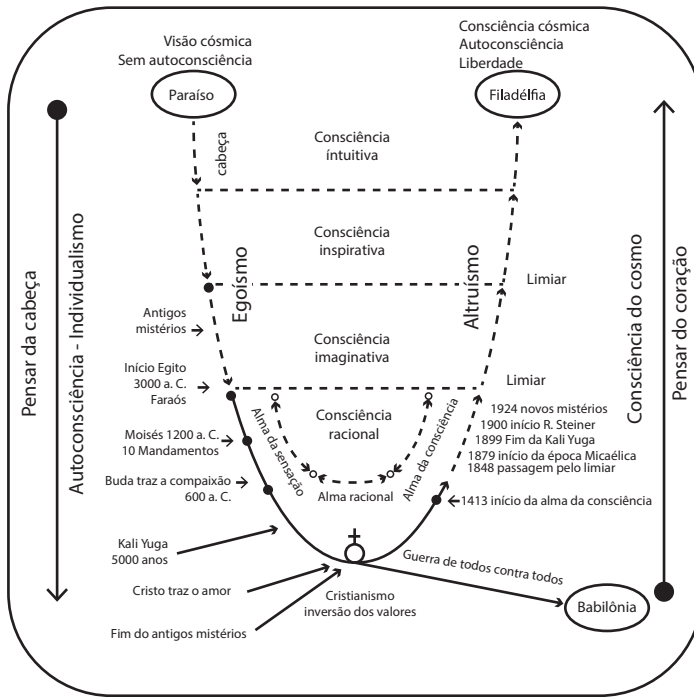 Visão cósmica
Sem autoconsciência
Paraíso
Consciência cósmica
Autoconsciência
Liberdade
Filadélfia
cabeça
Consciência
íntuitiva
Consciência
inspirativa
Egoísmo
Altruísmo
Limiar
Antigos
mistérios
Consciência
imaginativa
Início Egito
3000 a. C.
Faraós
Limiar
Consciência
racional
Alma da sensação
Alma racional
Alma da consciência
Moisés 1200 a. C.
10 Mandamentos
Buda traz a compaixão
600 a. C.
1924 novos mistérios
1900 início R. Steiner
1899 Fim da Kali Yuga
1879 início da época Micaélica
1848 passagem pelo limiar
1413 início da alma da consciência
Kali Yuga
5000 anos
Cristo traz o amor
Fim do antigos mistérios
Cristianismo
inversão dos valores
Guerra de todos contra todos
Babilônia
Pensar da cabeça
Autoconsciência - Individualismo
Consciência do cosmo
Pensar do coração